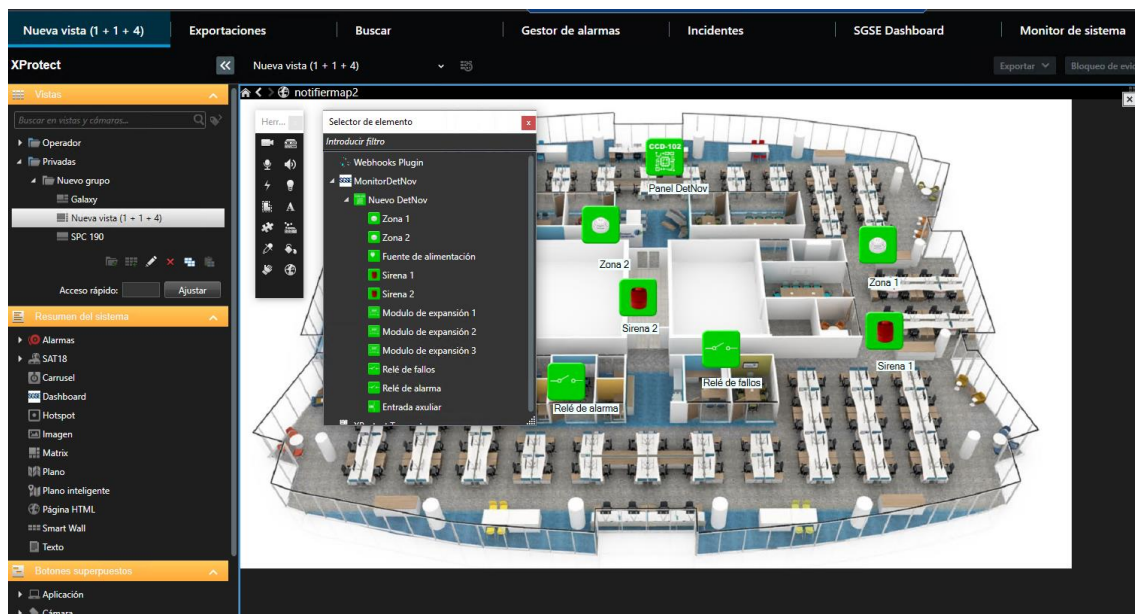 Nueva vista (1 + 1 + 4)
Exportaciones
Buscar
Gestor de alarmas
Incidentes
SGSE Dashboard
Monitor de sistema
XProtect
Nueva vista (1 + 1 + 4)
Exportar
Bloqueo de evid
Vistas
notifiermap2
Buscar en vistas y cámaras...
Operador
Privadas
Nuevo grupo
Galaxy
Nueva vista (1 + 1 + 4)
SPC 190
Acceso rápido:
Ajustar
Resumen del sistema
Alarmas
SAT18
Carrusel
Dashboard
Hotspot
Imagen
Matrix
Plano
Plano inteligente
Página HTML
Smart Wall
Texto
Botones superpuestos
Aplicación
Cámara
Herr...
Selector de elemento
x
Introducir filtro
Webhooks Plugin
MonitorDetNov
Nuevo DetNov
Zona 1
Zona 2
Fuente de alimentación
Sirena 1
Sirena 2
Modulo de expansión 1
Modulo de expansión 2
Modulo de expansión 3
Relé de fallos
Relé de alarma
Entrada axuliar
CCD-102
Panel DetNov
Zona 2
Zona 1
Sirena 2
Sirena 1
Relé de fallos
Relé de alarma